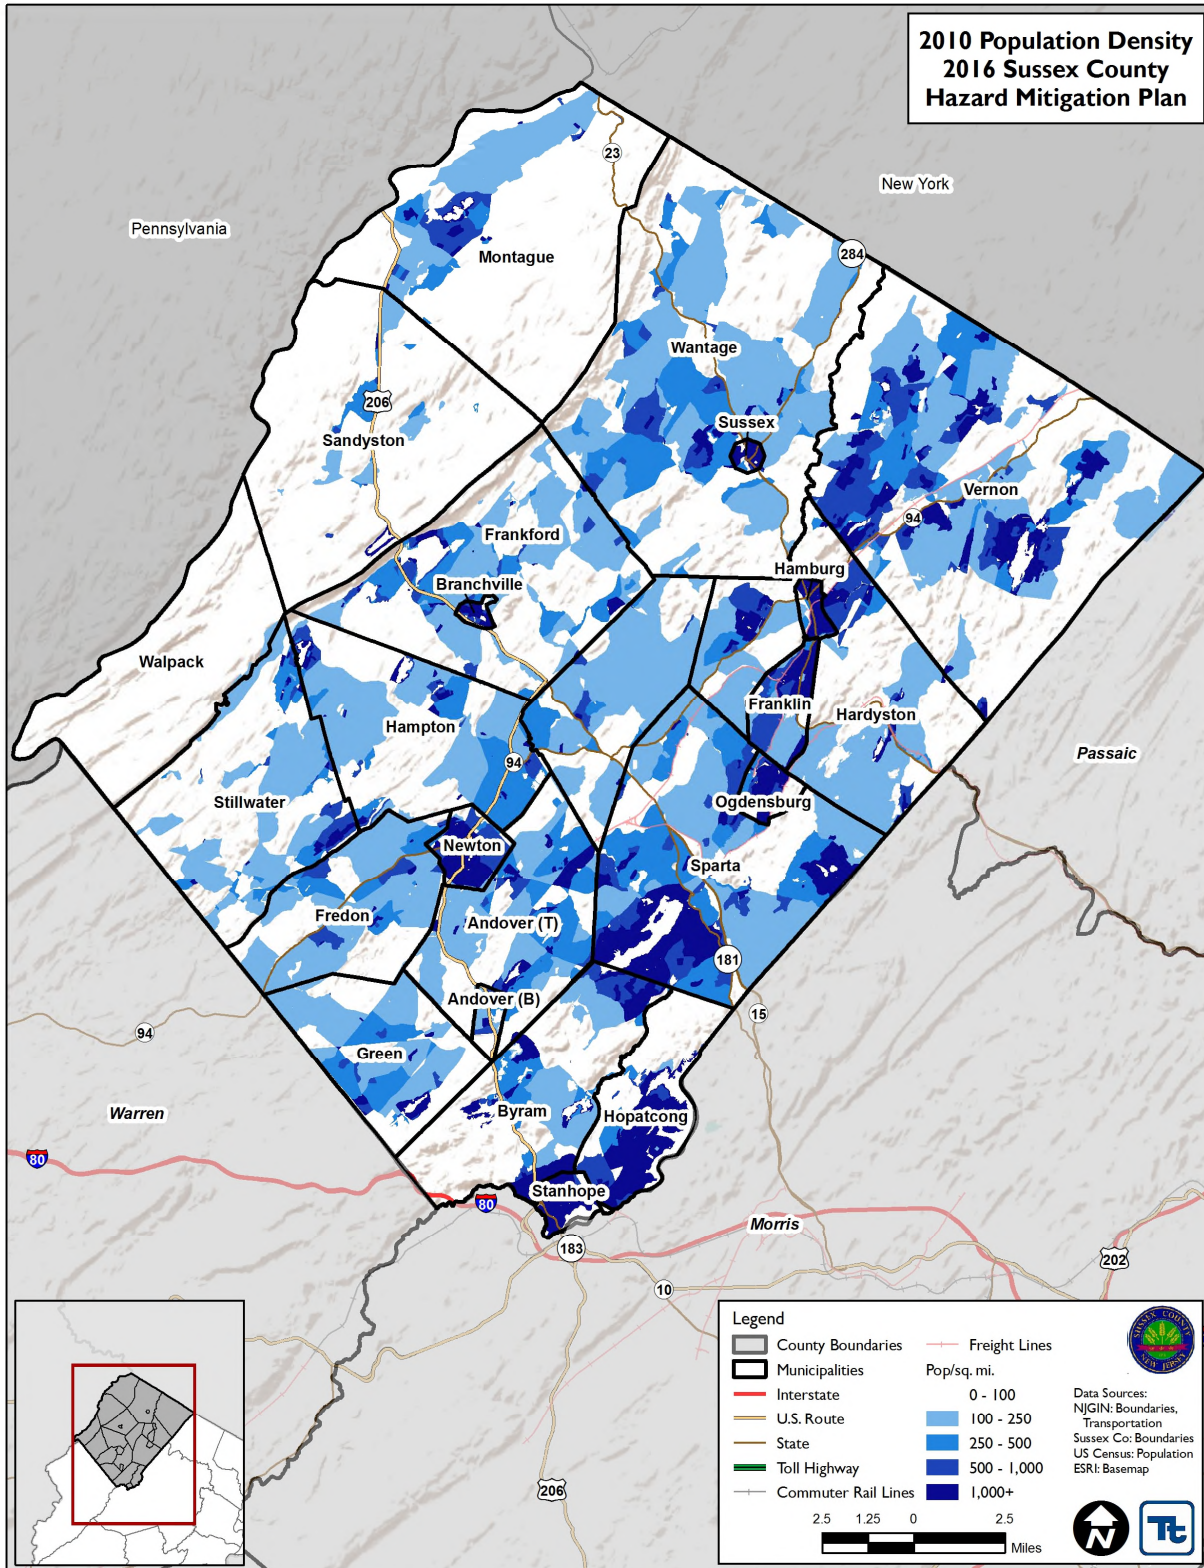 2010 Population Density
2016 Sussex County
Hazard Mitigation Plan
23
New York
Pennsylvania
284
Montague
Wantage
206
Sussex
Sandyston
Vernon
94
Frankford
Hamburg
Branchville
Walpack
Franklin
Hardyston
Hampton
Passaic
94
Stillwater
Ogdensburg
Newton
Sparta
Fredon
Andover (T)
181
Andover (B)
15
94
Green
Warren
Byram
Hopatcong
80
Stanhope
80
Morris
183
202
10
206
Legend
County Boundaries
Municipalities
Interstate
U.S. Route
State
Toll Highway
Commuter Rail Lines
Freight Lines
Pop/sq. mi.
0 - 100
100 - 250
250 - 500
500 - 1,000
1,000+
SUSSEX COUNTY
NEW JERSEY
Data Sources:
NJGIN: Boundaries,
Transportation
Sussex Co: Boundaries
US Census: Population
ESRI: Basemap
2.5 1.25 0 2.5
Miles
N
Tt